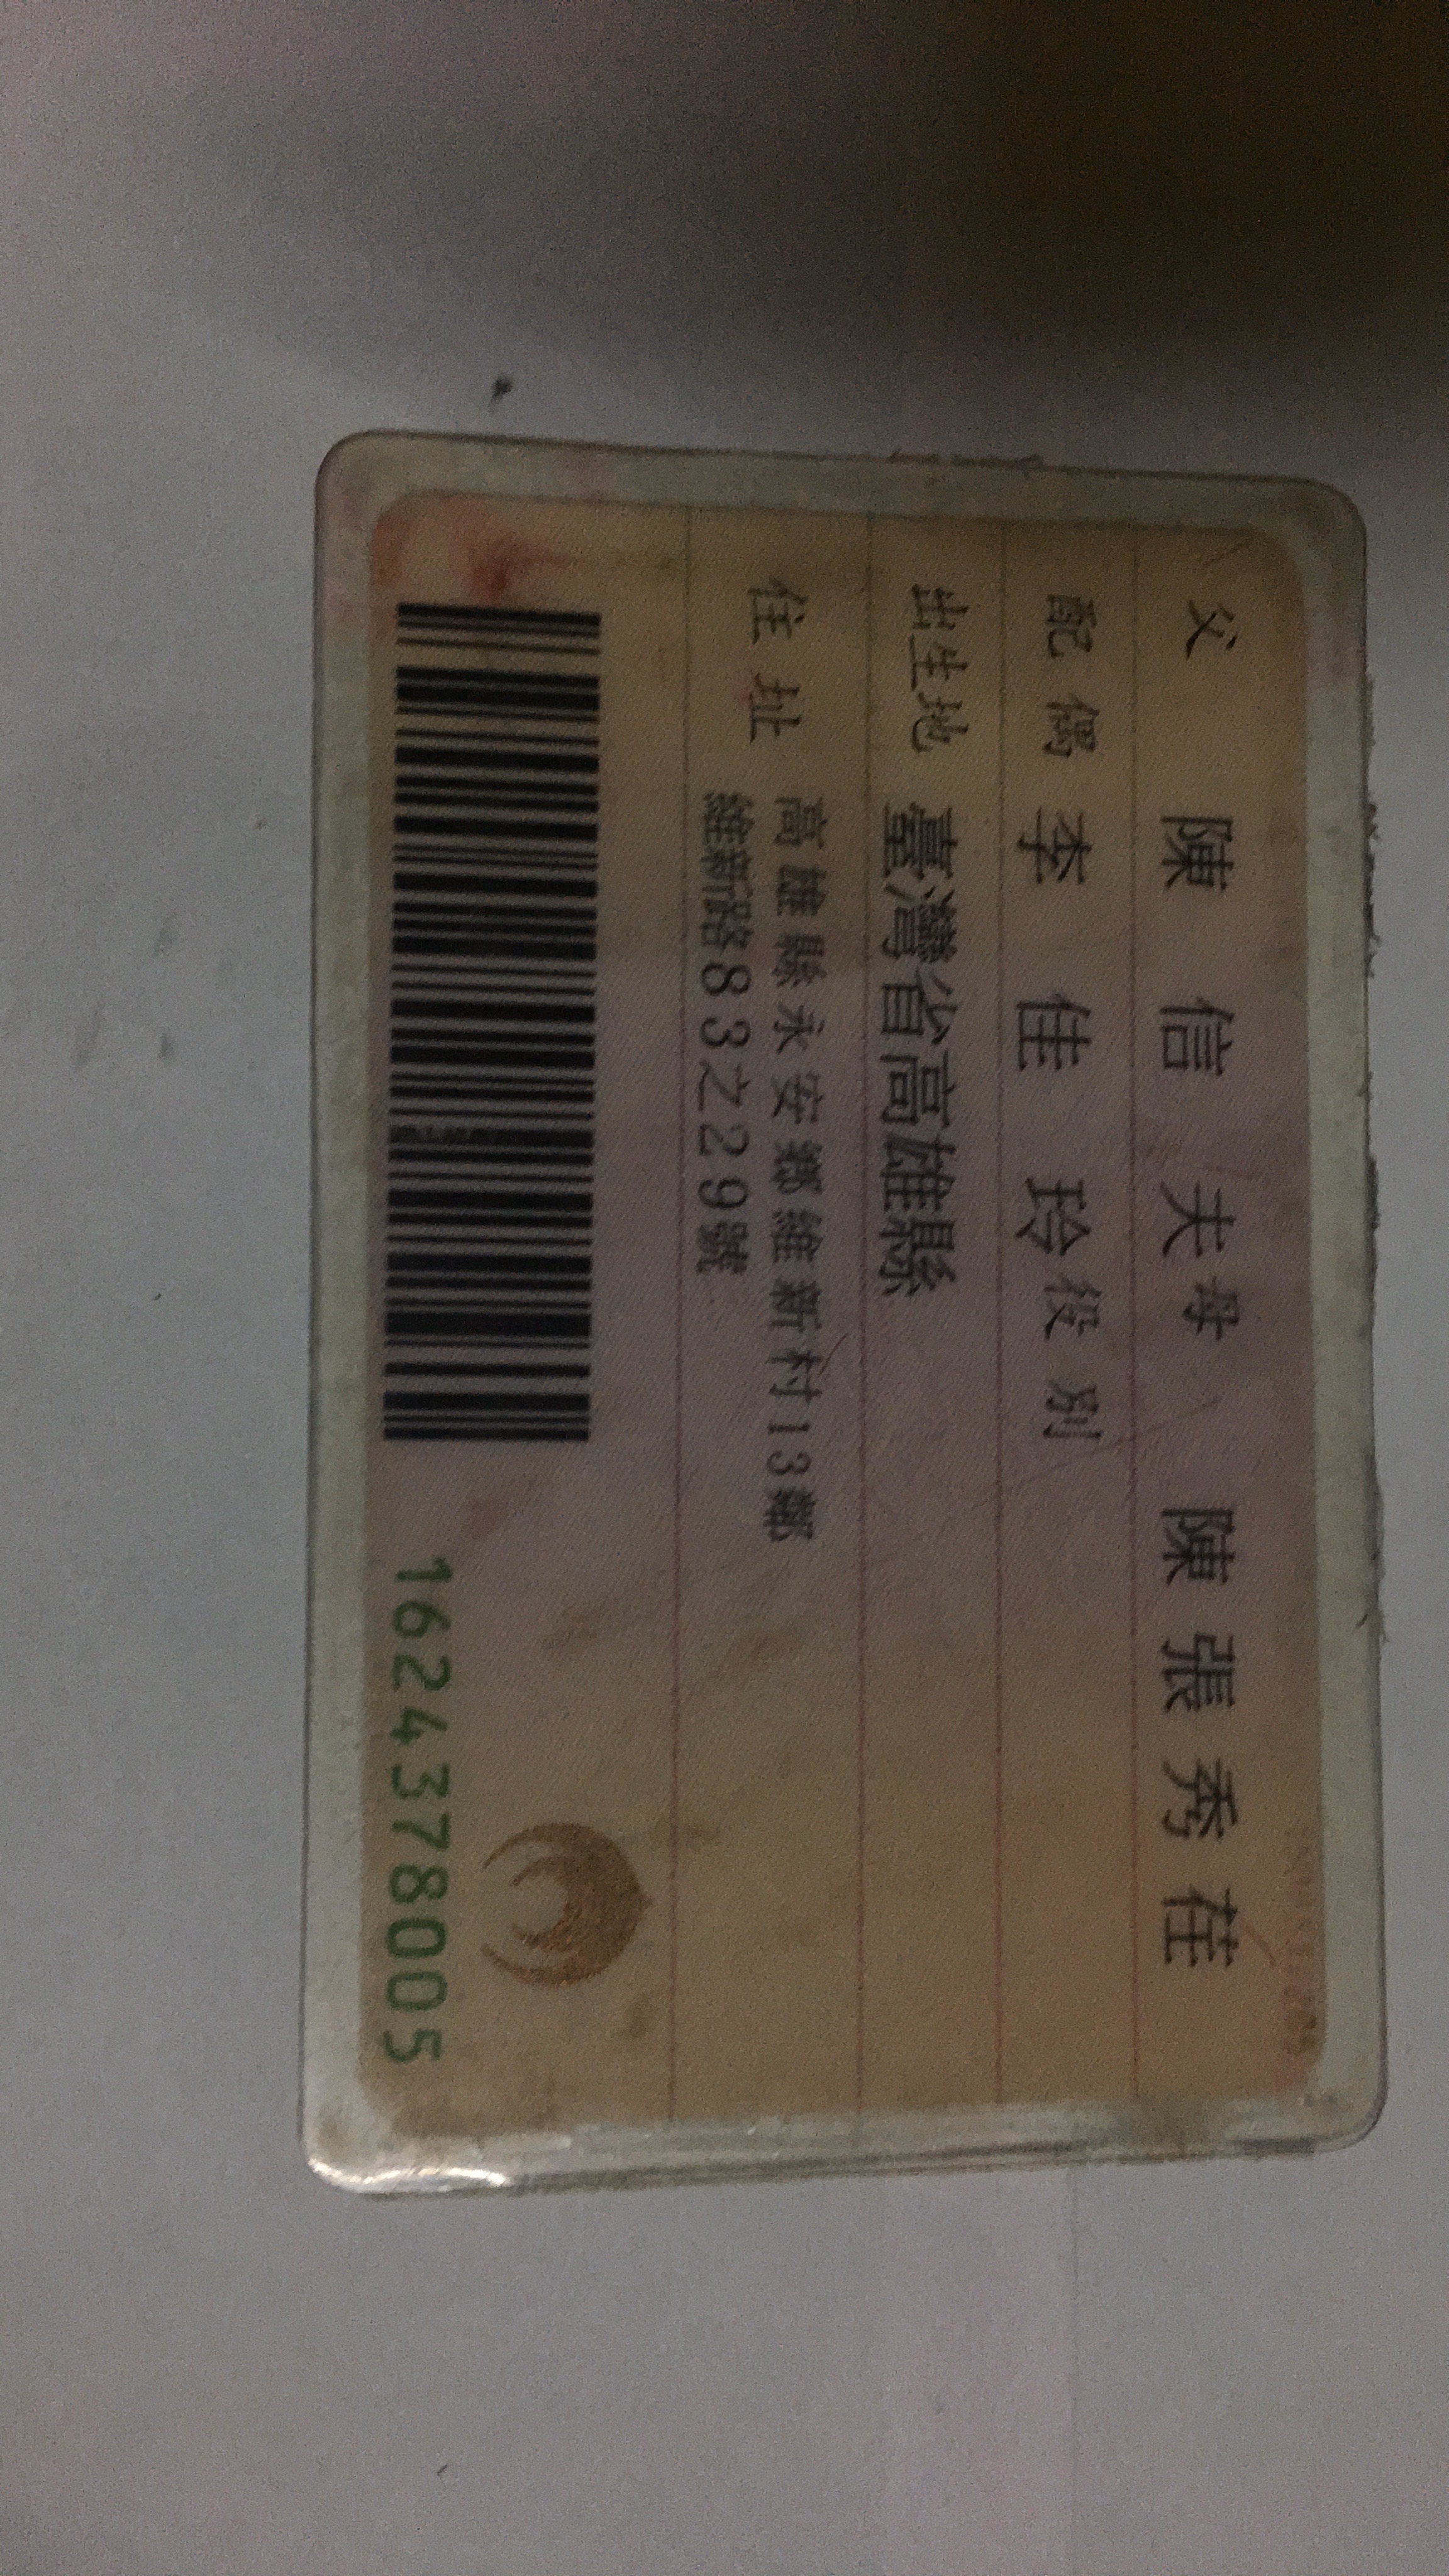 父 陳信夫 母 陳張秀荏
配偶 李佳玲 役別
出生地 臺灣省高雄縣
住址 高雄縣永安鄉維新村13鄰
維新路83之29號
1624378005